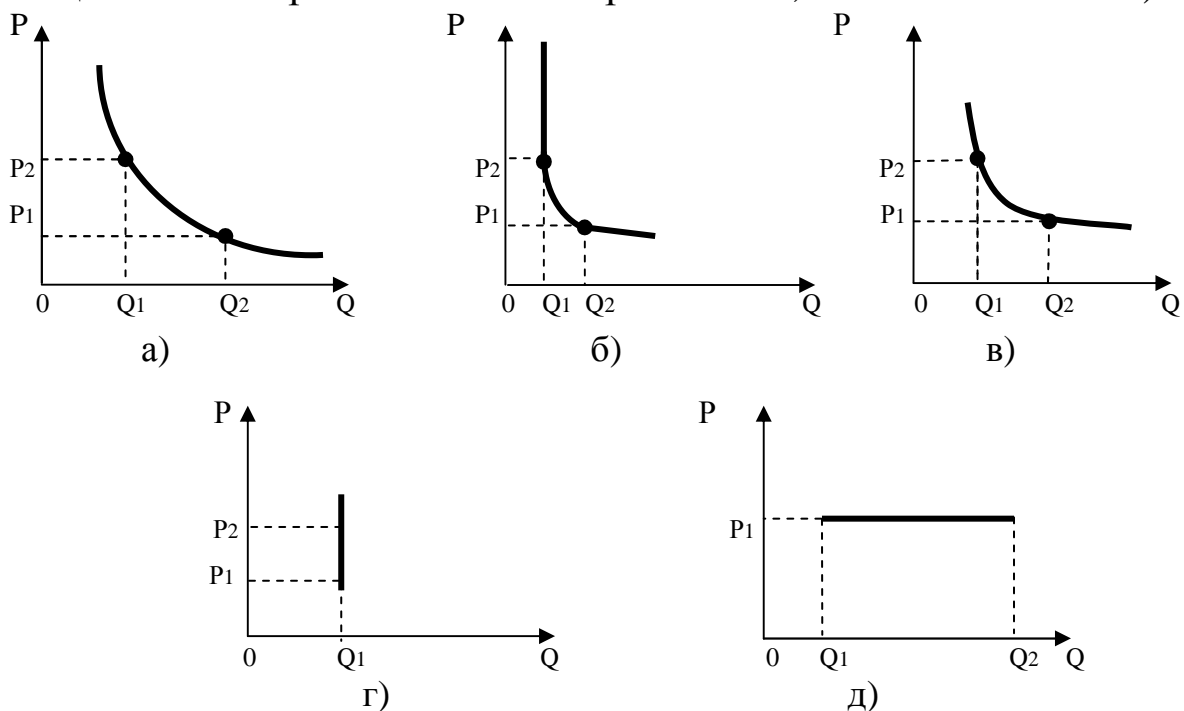 P P P
P2 P2 P2
P1 P1 P1
0 Q1 Q2 Q 0 Q1 Q2 Q 0 Q1 Q2 Q
а) б) в)
P P
P2 P1
P1
0 Q1 Q 0 Q1 Q2 Q
г) д)